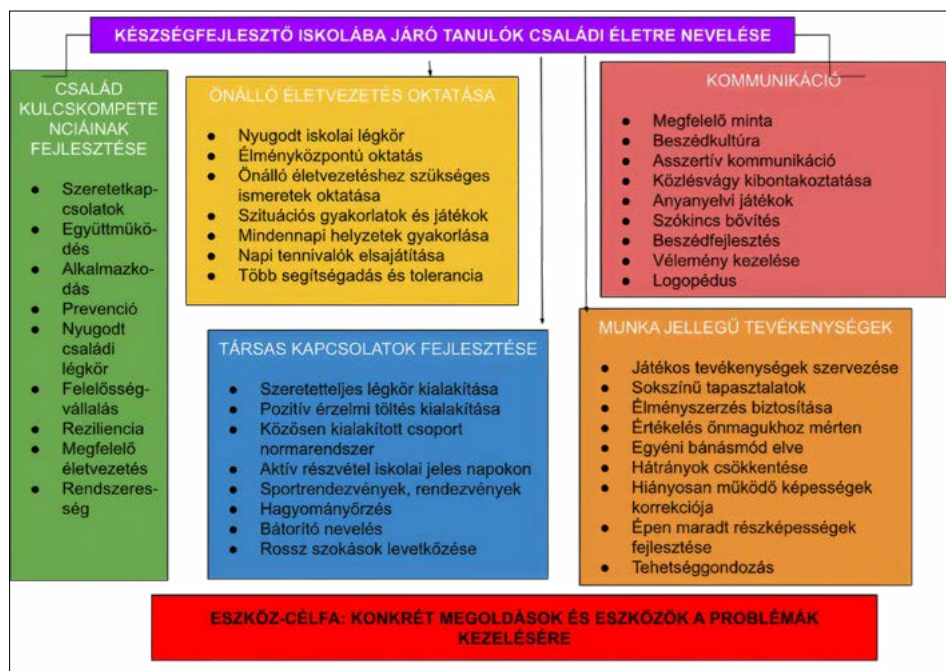 KÉSZSÉGFEJLESZTŐ ISKOLÁBA JÁRÓ TANULÓK CSALÁDI ÉLETRE NEVELÉSE
CSALÁD
KULCSKOMPETE
NCIÁINAK
FEJLESZTÉSE
● Szeretetkap-
csolatok
● Együttműkö-
dés
● Alkalmazko-
dás
● Prevenció
● Nyugodt
családi
légkör
● Felelősség-
vállalás
● Reziliencia
● Megfelelő
életvezetés
● Rendszeres-
ség
ÖNÁLLÓ ÉLETVEZETÉS OKTATÁSA
● Nyugodt iskolai légkör
● Élményközpontú oktatás
● Önálló életvezetéshez szükséges
ismeretek oktatása
● Szituációs gyakorlatok és játékok
● Mindennapi helyzetek gyakorlása
● Napi tennivalók elsajátítása
● Több segítségadás és tolerancia
KOMMUNIKÁCIÓ
● Megfelelő minta
● Beszédkultúra
● Asszertív kommunikáció
● Közlésvágy kibontakoztatása
● Anyanyelvi játékok
● Szókincs bővítés
● Beszédfejlesztés
● Vélemény kezelése
● Logopédus
TÁRSAS KAPCSOLATOK FEJLESZTÉSE
● Szeretetteljes légkör kialakítása
● Pozitív érzelmi töltés kialakítása
● Közösen kialakított csoport
normarendszer
● Aktív részvétel iskolai jeles napokon
● Sportrendezvények, rendezvények
● Hagyományőrzés
● Bátorító nevelés
● Rossz szokások levetkőzése
MUNKA JELLEGŰ TEVÉKENYSÉGEK
● Játékos tevékenységek szervezése
● Sokszínű tapasztalatok
● Élményszerzés biztosítása
● Értékelés őnmagukhoz mérten
● Egyéni bánásmód elve
● Hátrányok csökkentése
● Hiányosan működő képességek
korrekciója
● Épen maradt részképességek
fejlesztése
● Tehetséggondozás
ESZKÖZ-CÉLFA: KONKRÉT MEGOLDÁSOK ÉS ESZKÖZÖK A PROBLÉMÁK
KEZELÉSÉRE